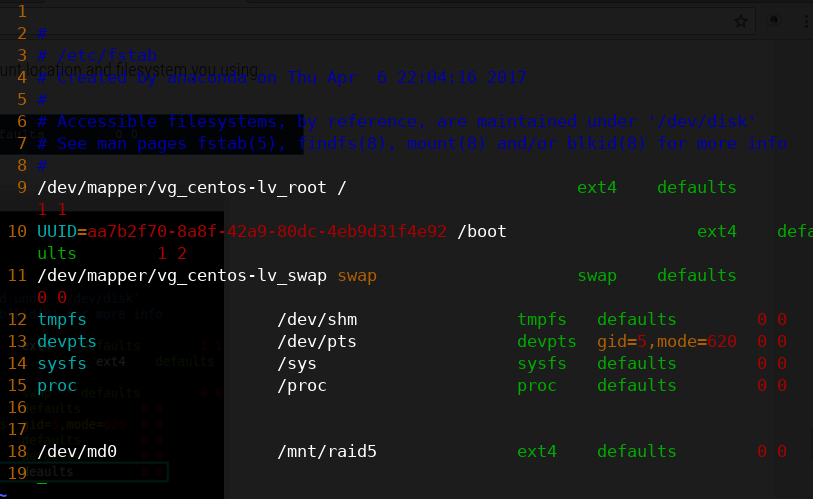 1
2 #
3 # /etc/fstab
unt location and filesystem you using
4 # Created by anaconda on Thu Apr  6 22:04:16 2017
5 #
6 # Accessible filesystems, by reference, are maintained under '/dev/disk'
7 # See man pages fstab(5), findfs(8), mount(8) and/or blkid(8) for more info
8 #
9 /dev/mapper/vg_centos-lv_root / ext4 defaults
1 1
10 UUID=aa7b2f70-8a8f-42a9-80dc-4eb9d31f4e92 /boot ext4 defa
ults 1 2
11 /dev/mapper/vg_centos-lv_swap swap swap defaults
0 0
12 tmpfs /dev/shm tmpfs defaults 0 0
13 devpts /dev/pts devpts gid=5,mode=620 0 0
14 sysfs /sys sysfs defaults 0 0
15 proc /proc proc defaults 0 0
16
17
18 /dev/md0 /mnt/raid5 ext4 defaults 0 0
19 _
~